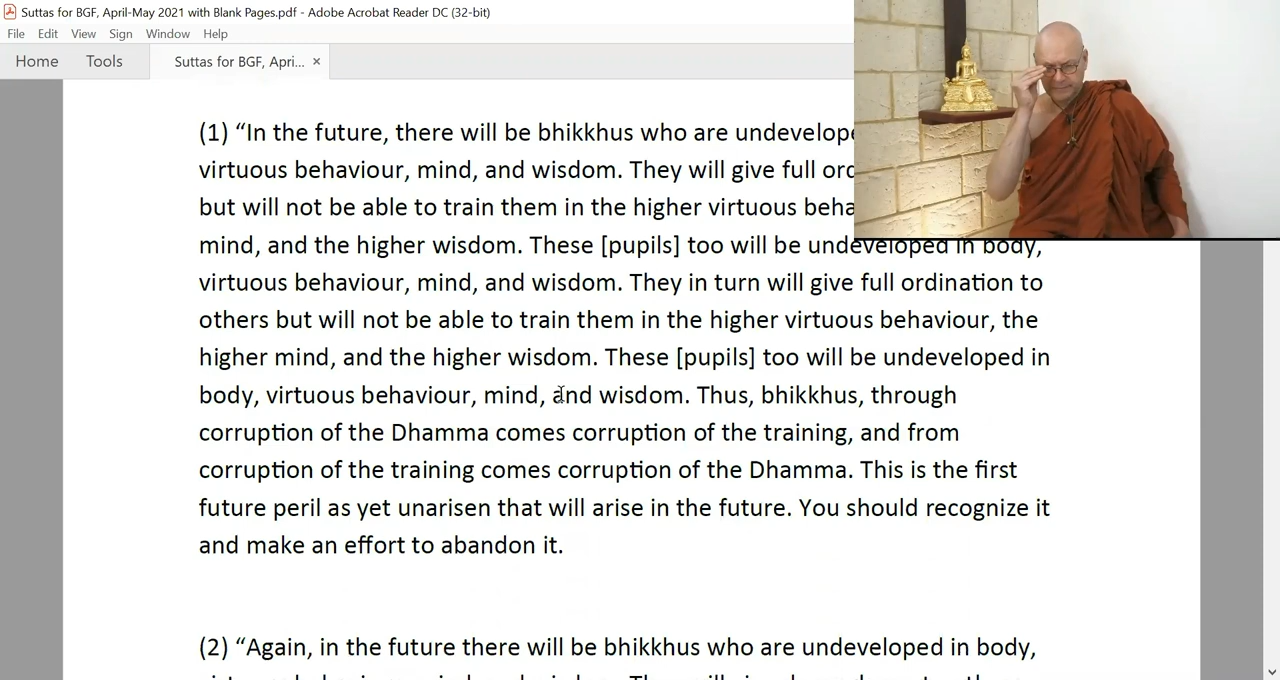 Suttas for BGF, April-May 2021 with Blank Pages.pdf - Adobe Acrobat Reader DC (32-bit)
File Edit View Sign Window Help
Home Tools Suttas for BGF, Apri... ×
(1) “In the future, there will be bhikkhus who are
virtuous behaviour, mind, and wisdom. They will give full
but will not be able to train them in the higher virtuous
mind, and the higher wisdom. These [pupils] too will be undeveloped in body,
virtuous behaviour, mind, and wisdom. They in turn will give full ordination to
others but will not be able to train them in the higher virtuous behaviour, the
higher mind, and the higher wisdom. These [pupils] too will be undeveloped in
body, virtuous behaviour, mind, and wisdom. Thus, bhikkhus, through
corruption of the Dhamma comes corruption of the training, and from
corruption of the training comes corruption of the Dhamma. This is the first
future peril as yet unarisen that will arise in the future. You should recognize it
and make an effort to abandon it.
(2) “Again, in the future there will be bhikkhus who are undeveloped in body,